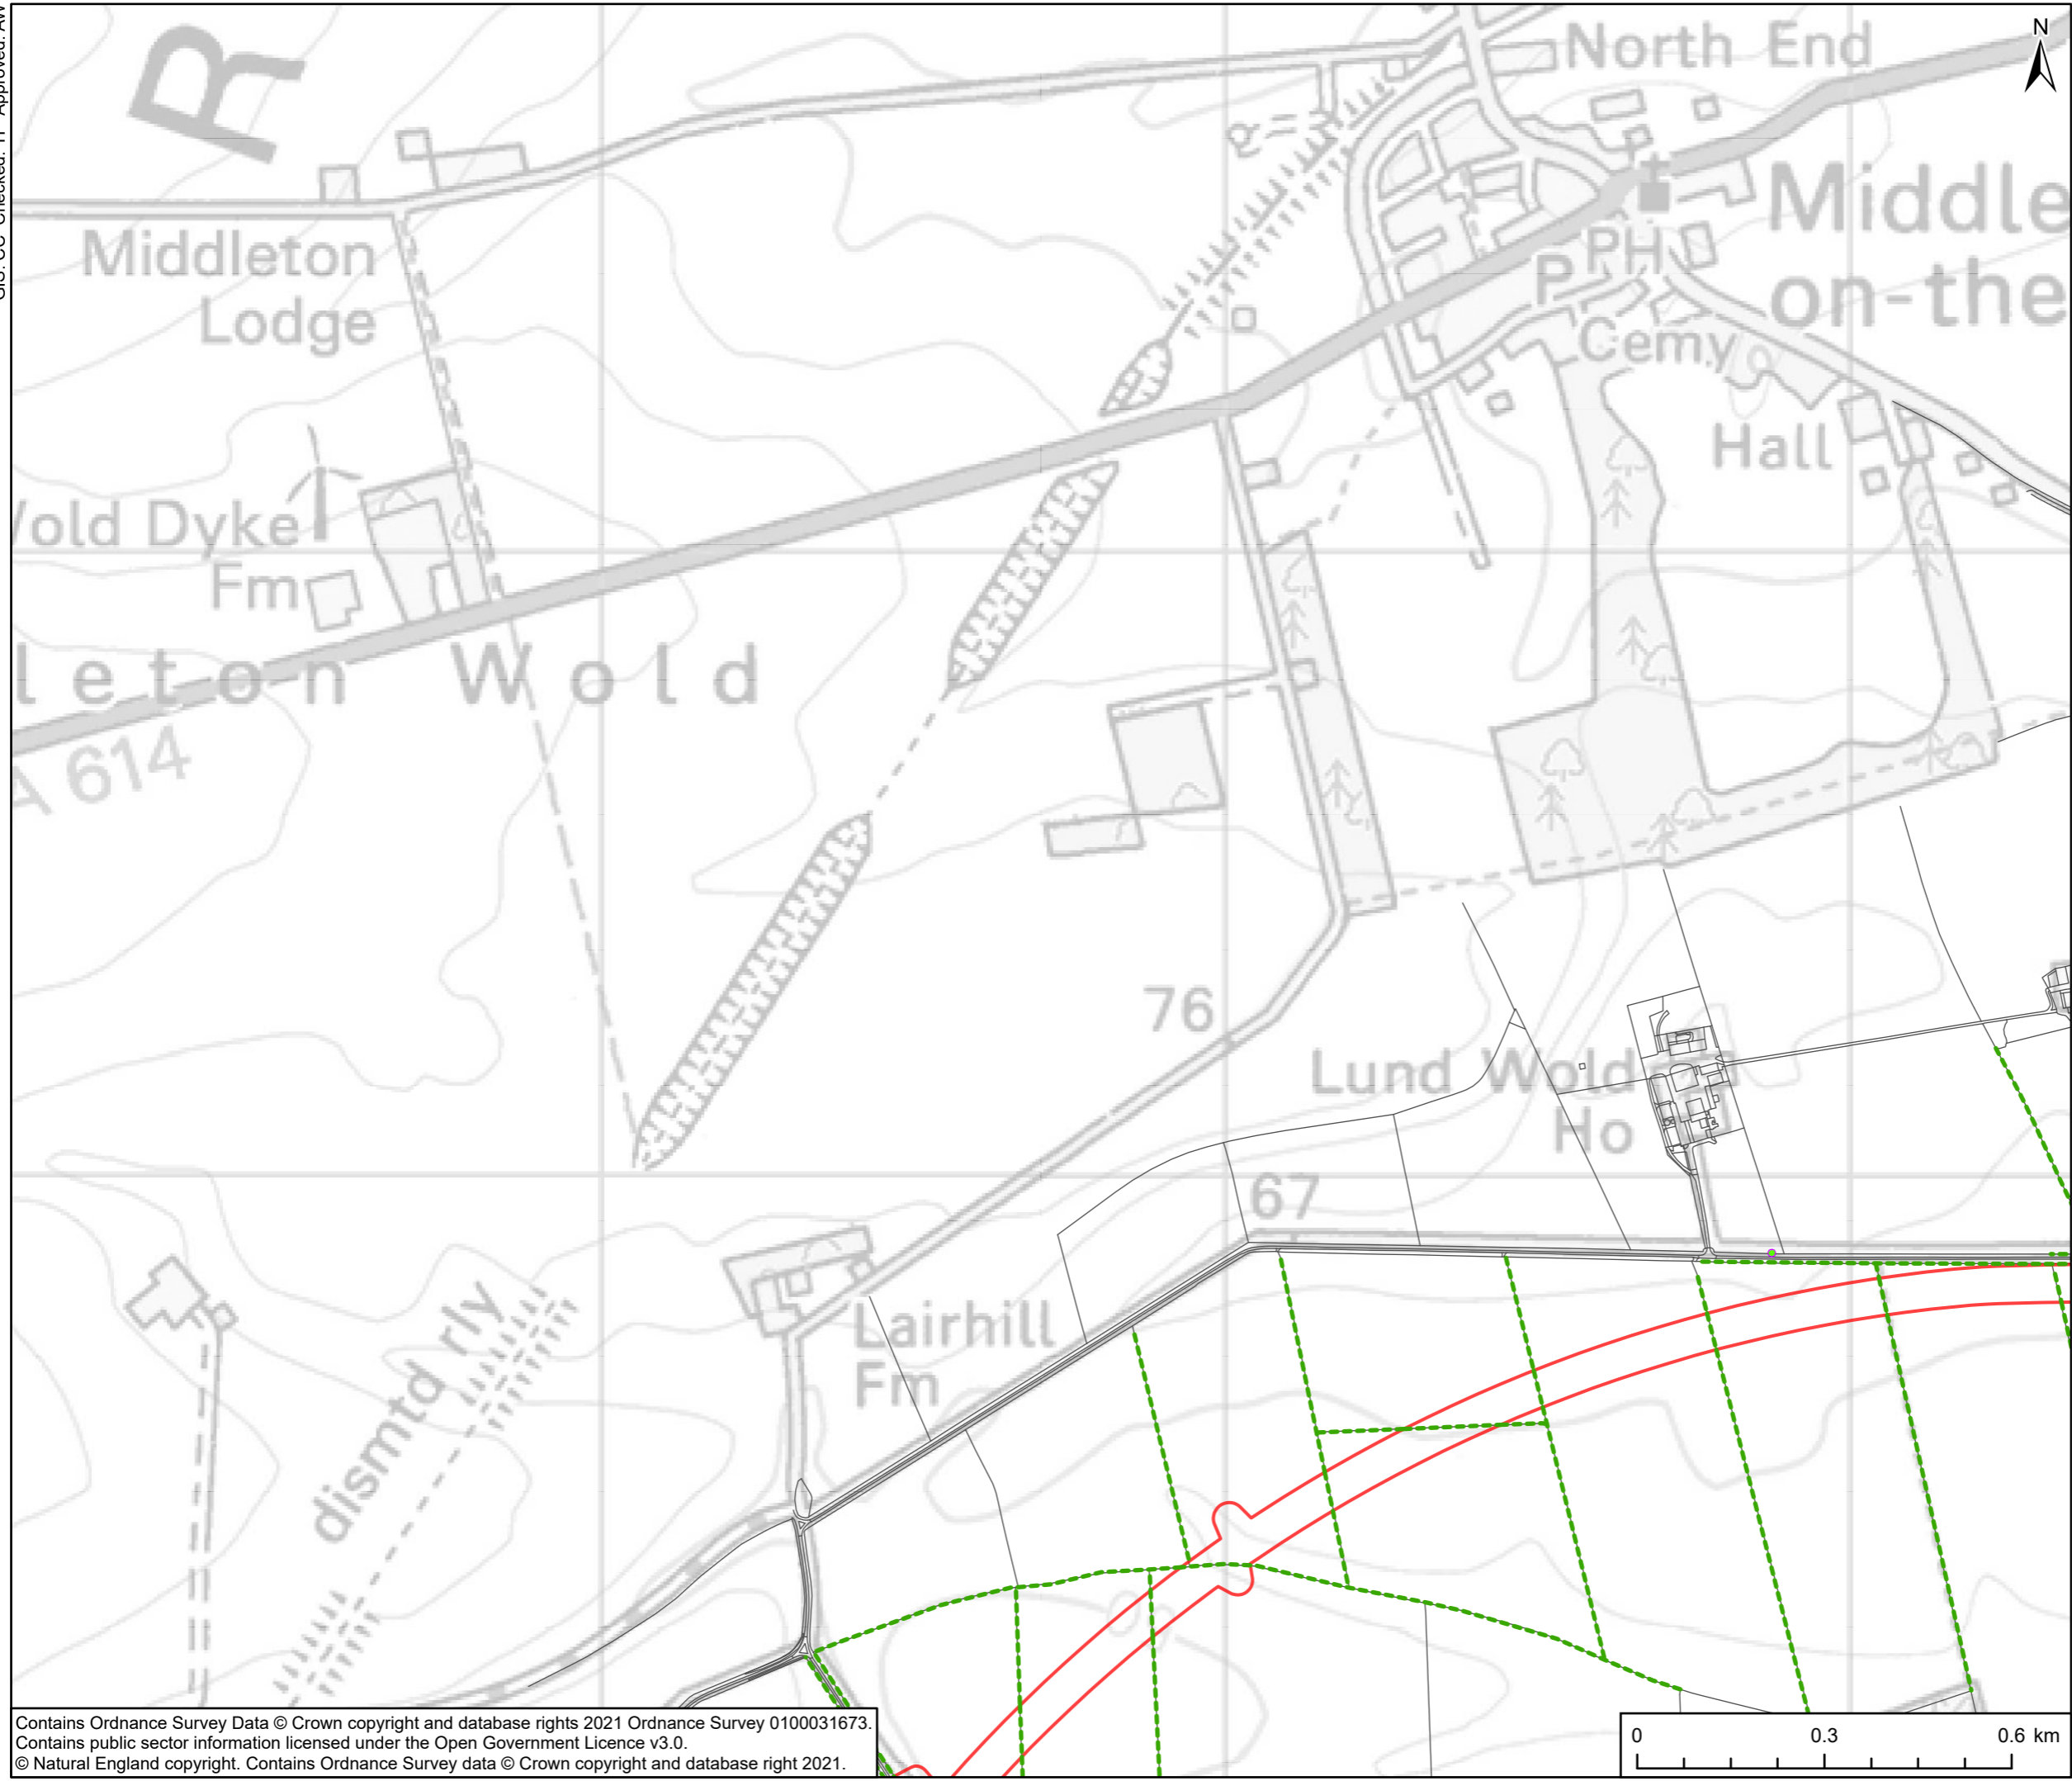 R
North End
N
Middle
on-the
Middleton
Lodge
PH
P
Cemy
Hall
old Dyke
Fm
leton Wold
A 614
76
Lund Wold
Ho
67
Lairhill
Fm
dismtd rly
Contains Ordnance Survey Data © Crown copyright and database rights 2021 Ordnance Survey 0100031673.
Contains public sector information licensed under the Open Government Licence v3.0.
© Natural England copyright. Contains Ordnance Survey data © Crown copyright and database right 2021.
0 0.3 0.6 km